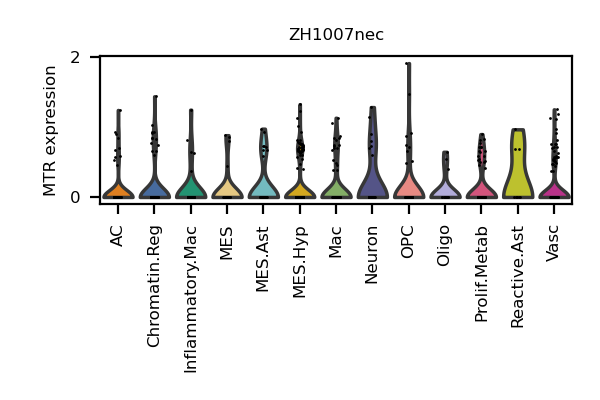 ZH1007nec
MTR expression
2
0
AC
Chromatin.Reg
Inflammatory.Mac
MES
MES.Ast
MES.Hyp
Mac
Neuron
OPC
Oligo
Prolif.Metab
Reactive.Ast
Vasc